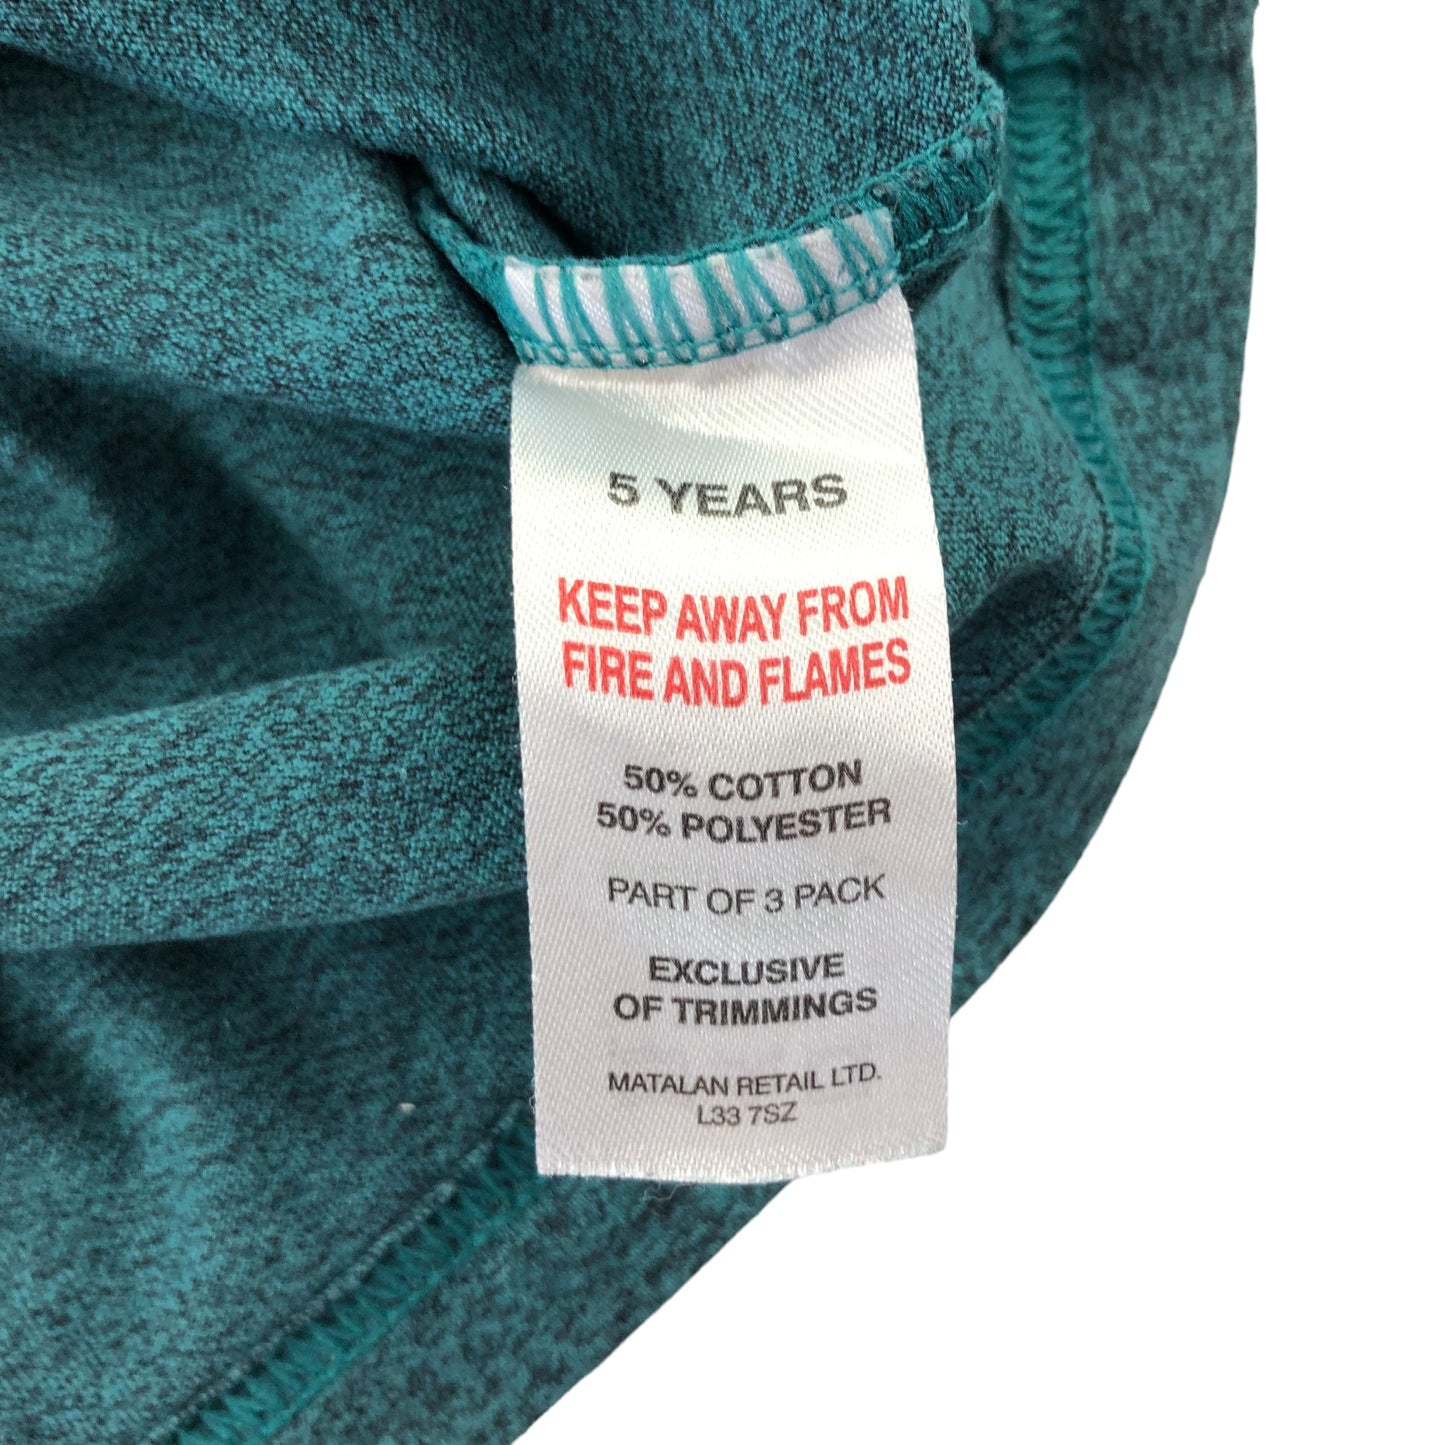 5 YEARS
KEEP AWAY FROM
FIRE AND FLAMES
50% COTTON
50% POLYESTER
PART OF 3 PACK
EXCLUSIVE
OF TRIMMINGS
MATALAN RETAIL LTD.
L33 7SZ